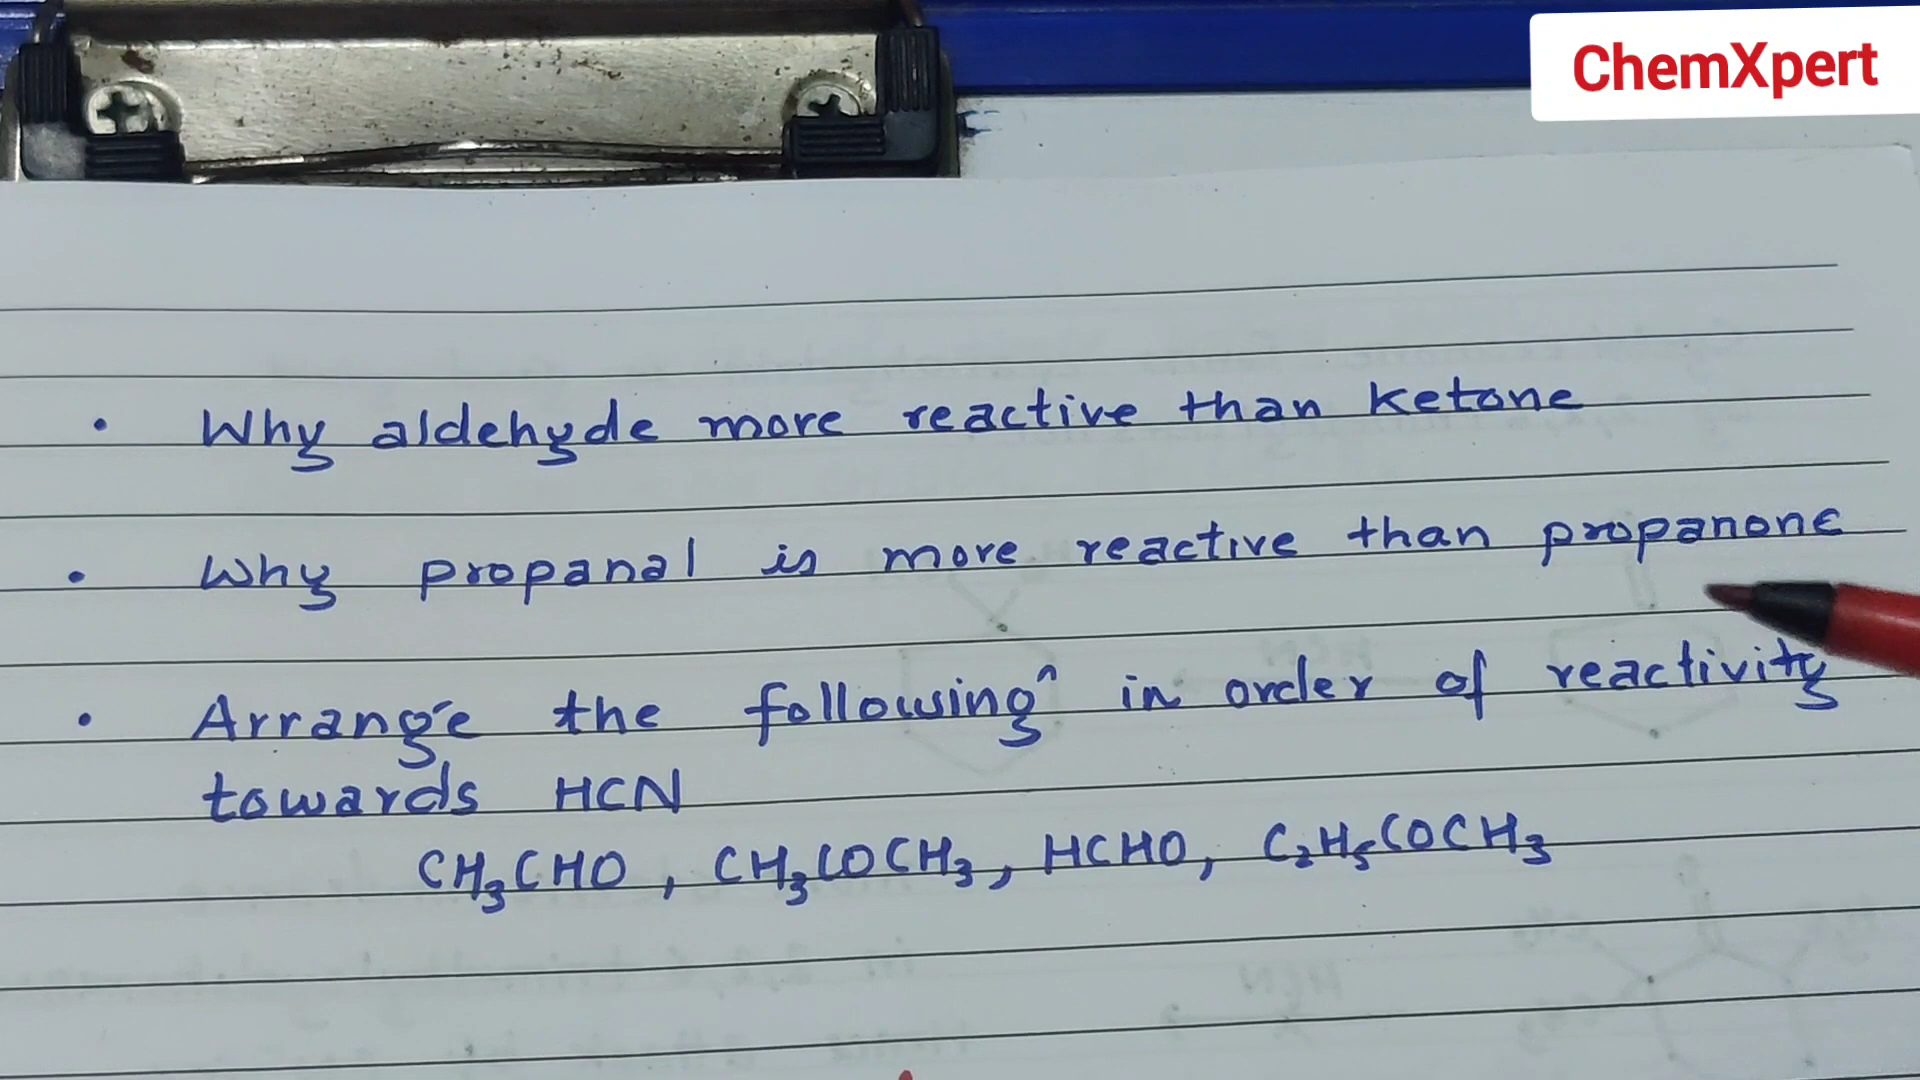 ChemXpert
• Why aldehyde more reactive than ketone
• Why propanal is more reactive than propanone
• Arrange the following in order of reactivity
towards HCN
CH₃CHO, CH₃COCH₃, HCHO, C₂H₅COCH₃